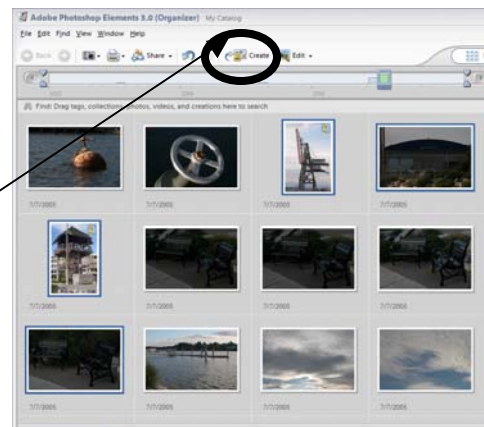 Adobe Photoshop Elements 3.0 (Organizer) My Catalog
File Edit Find View Window Help
Back Share Create Edit
2004
Find: Drag tags, collections, photos, videos, and creations here to search
7/7/2005 7/7/2005 7/7/2005 7/7/2005
7/7/2005 7/7/2005 7/7/2005 7/7/2005
7/7/2005 7/7/2005 7/7/2005 7/7/2005